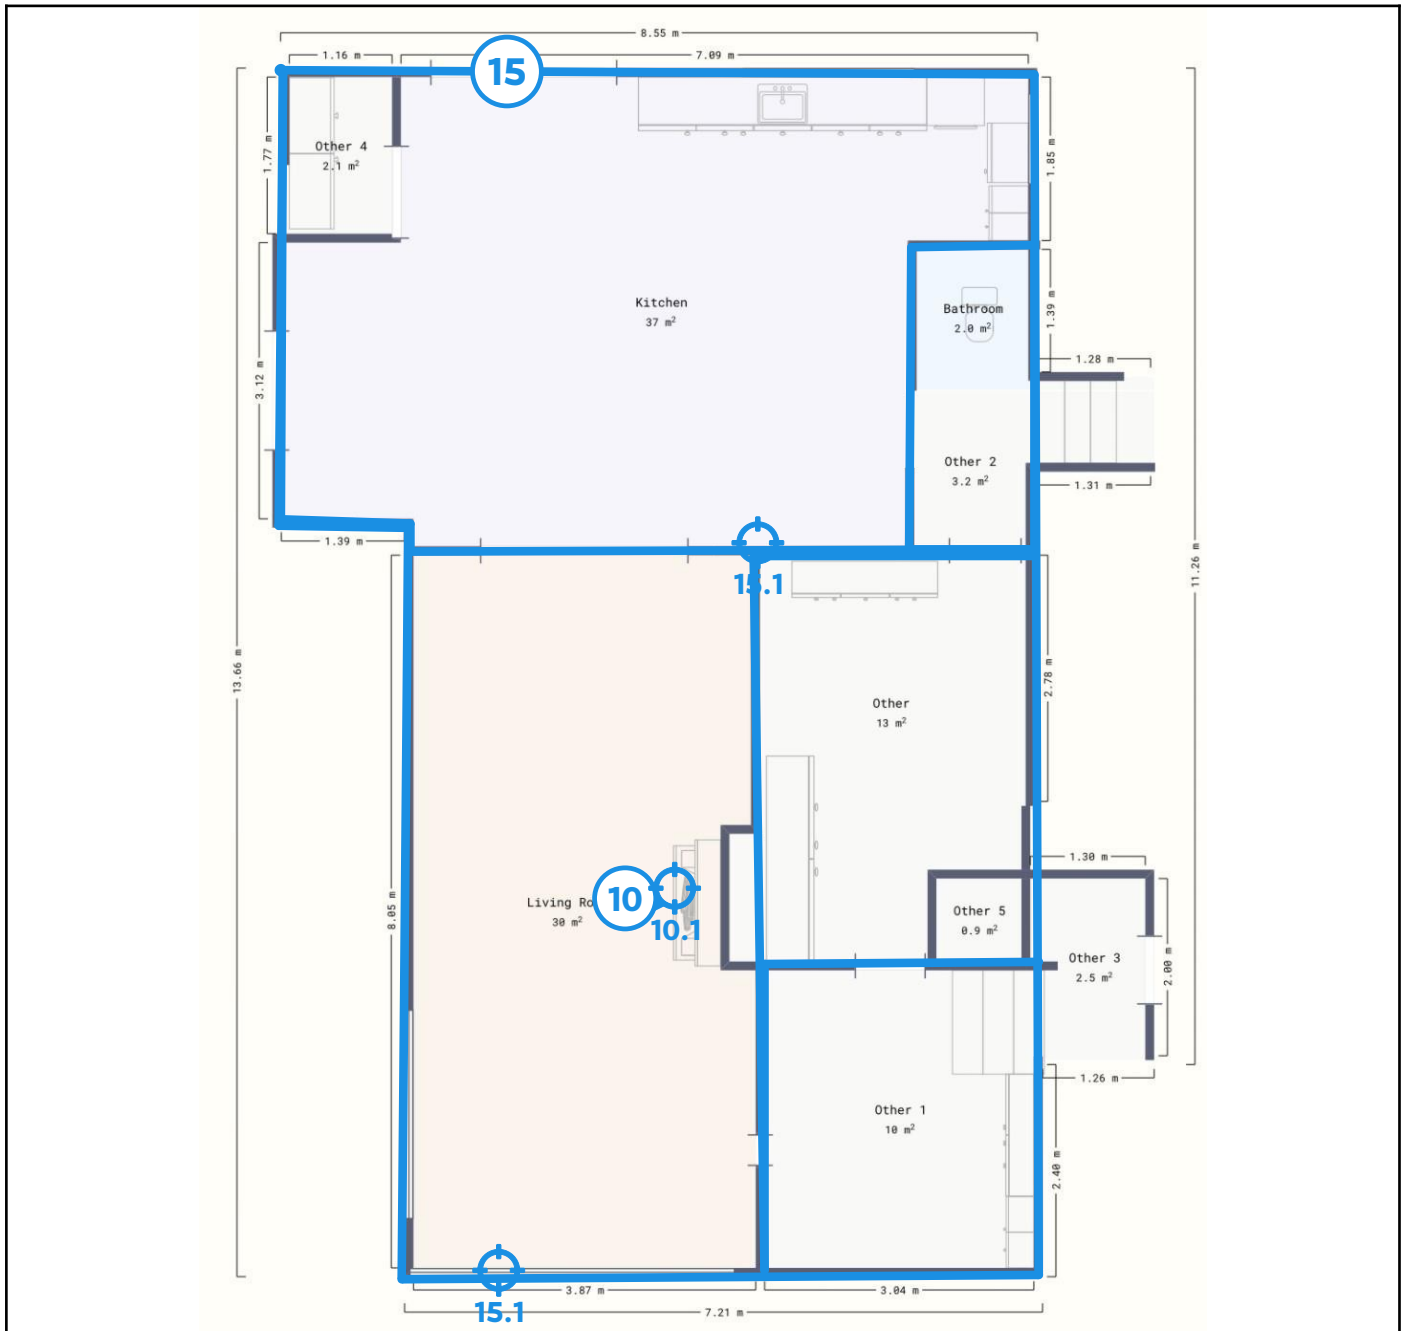 8.55 m
1.16 m
7.09 m
15
1.77 m
Other 4
2.1 m²
1.85 m
Kitchen
37 m²
Bathroom
2.0 m²
1.39 m
3.12 m
1.28 m
Other 2
3.2 m²
1.31 m
1.39 m
15.1
11.26 m
13.66 m
2.78 m
Other
13 m²
1.30 m
8.05 m
Living Ro
30 m²
10
10.1
Other 5
0.9 m²
Other 3
2.5 m²
2.00 m
1.26 m
Other 1
10 m²
2.40 m
15.1
3.87 m
3.04 m
7.21 m